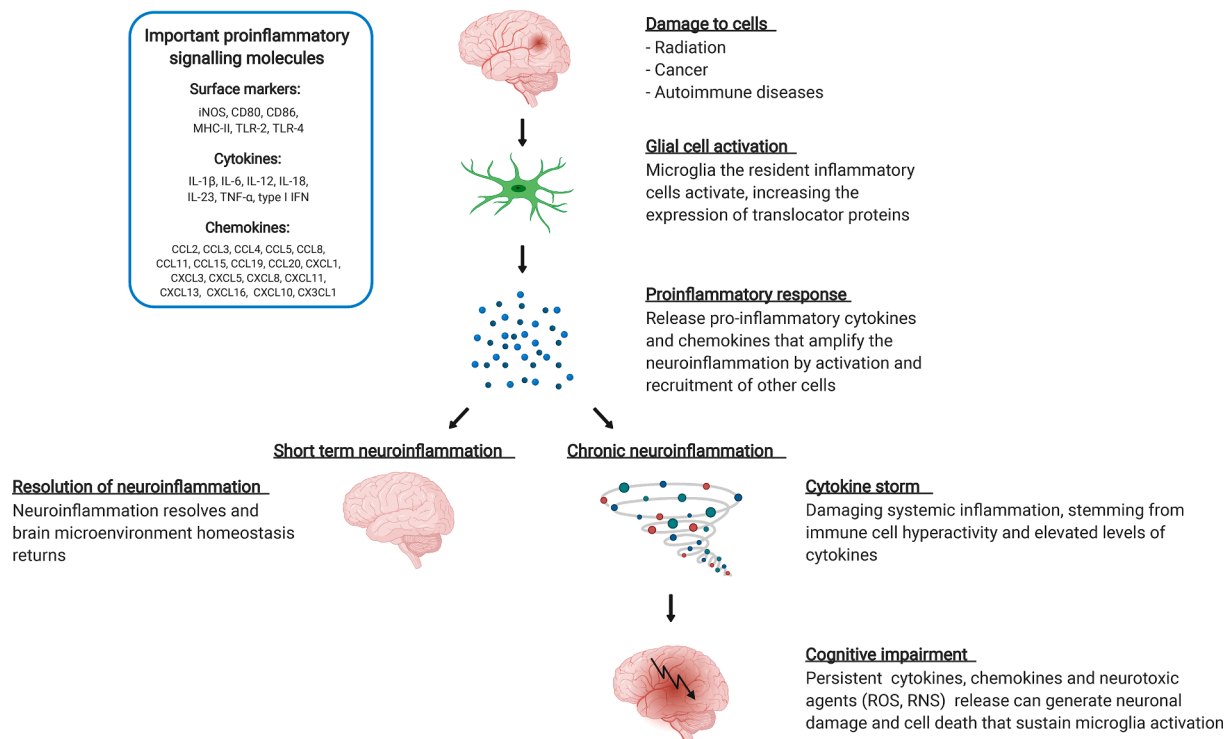 Important proinflammatory
signalling molecules
Surface markers:
iNOS, CD80, CD86,
MHC-II, TLR-2, TLR-4
Cytokines:
IL-1β, IL-6, IL-12, IL-18,
IL-23, TNF-α, type I IFN
Chemokines:
CCL2, CCL3, CCL4, CCL5, CCL8,
CCL11, CCL15, CCL19, CCL20, CXCL1,
CXCL3, CXCL5, CXCL8, CXCL11,
CXCL13, CXCL16, CXCL10, CX3CL1
Damage to cells
- Radiation
- Cancer
- Autoimmune diseases
Glial cell activation
Microglia the resident inflammatory
cells activate, increasing the
expression of translocator proteins
Proinflammatory response
Release pro-inflammatory cytokines
and chemokines that amplify the
neuroinflammation by activation and
recruitment of other cells
Short term neuroinflammation
Chronic neuroinflammation
Resolution of neuroinflammation
Neuroinflammation resolves and
brain microenvironment homeostasis
returns
Cytokine storm
Damaging systemic inflammation, stemming from
immune cell hyperactivity and elevated levels of
cytokines
Cognitive impairment
Persistent cytokines, chemokines and neurotoxic
agents (ROS, RNS) release can generate neuronal
damage and cell death that sustain microglia activation